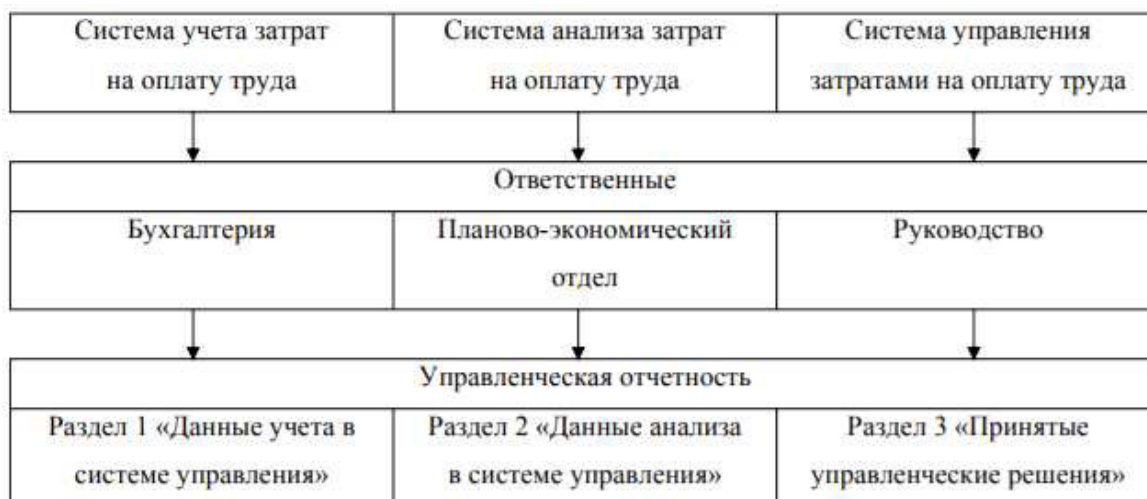 Система учета затрат
на оплату труда
Система анализа затрат
на оплату труда
Система управления
затратами на оплату труда
Ответственные
Бухгалтерия
Планово-экономический
отдел
Руководство
Управленческая отчетность
Раздел 1 «Данные учета в
системе управления»
Раздел 2 «Данные анализа
в системе управления»
Раздел 3 «Принятые
управленческие решения»